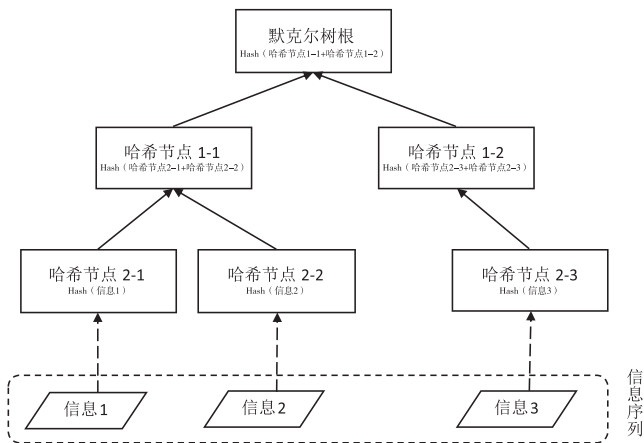 默克尔树根
Hash（哈希节点1-1+哈希节点1-2）
哈希节点 1-1
Hash（哈希节点2-1+哈希节点2-2）
哈希节点 1-2
Hash（哈希节点2-3+哈希节点2-3）
哈希节点 2-1
Hash（信息1）
哈希节点 2-2
Hash（信息2）
哈希节点 2-3
Hash（信息3）
信息1
信息2
信息3
信息序列